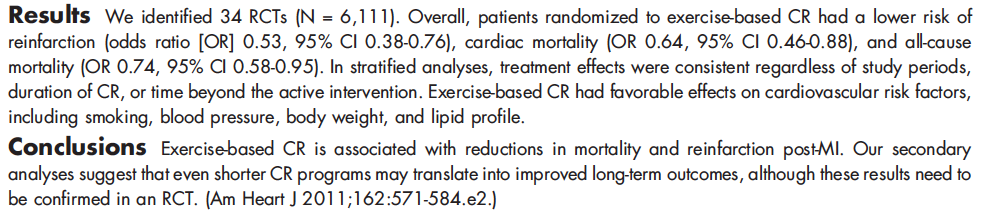 Results We identified 34 RCTs (N = 6,111). Overall, patients randomized to exercise-based CR had a lower risk of
reinfarction (odds ratio [OR] 0.53, 95% CI 0.38-0.76), cardiac mortality (OR 0.64, 95% CI 0.46-0.88), and all-cause
mortality (OR 0.74, 95% CI 0.58-0.95). In stratified analyses, treatment effects were consistent regardless of study periods,
duration of CR, or time beyond the active intervention. Exercise-based CR had favorable effects on cardiovascular risk factors,
including smoking, blood pressure, body weight, and lipid profile.
Conclusions Exercise-based CR is associated with reductions in mortality and reinfarction post-MI. Our secondary
analyses suggest that even shorter CR programs may translate into improved long-term outcomes, although these results need to
be confirmed in an RCT. (Am Heart J 2011;162:571-584.e2.)